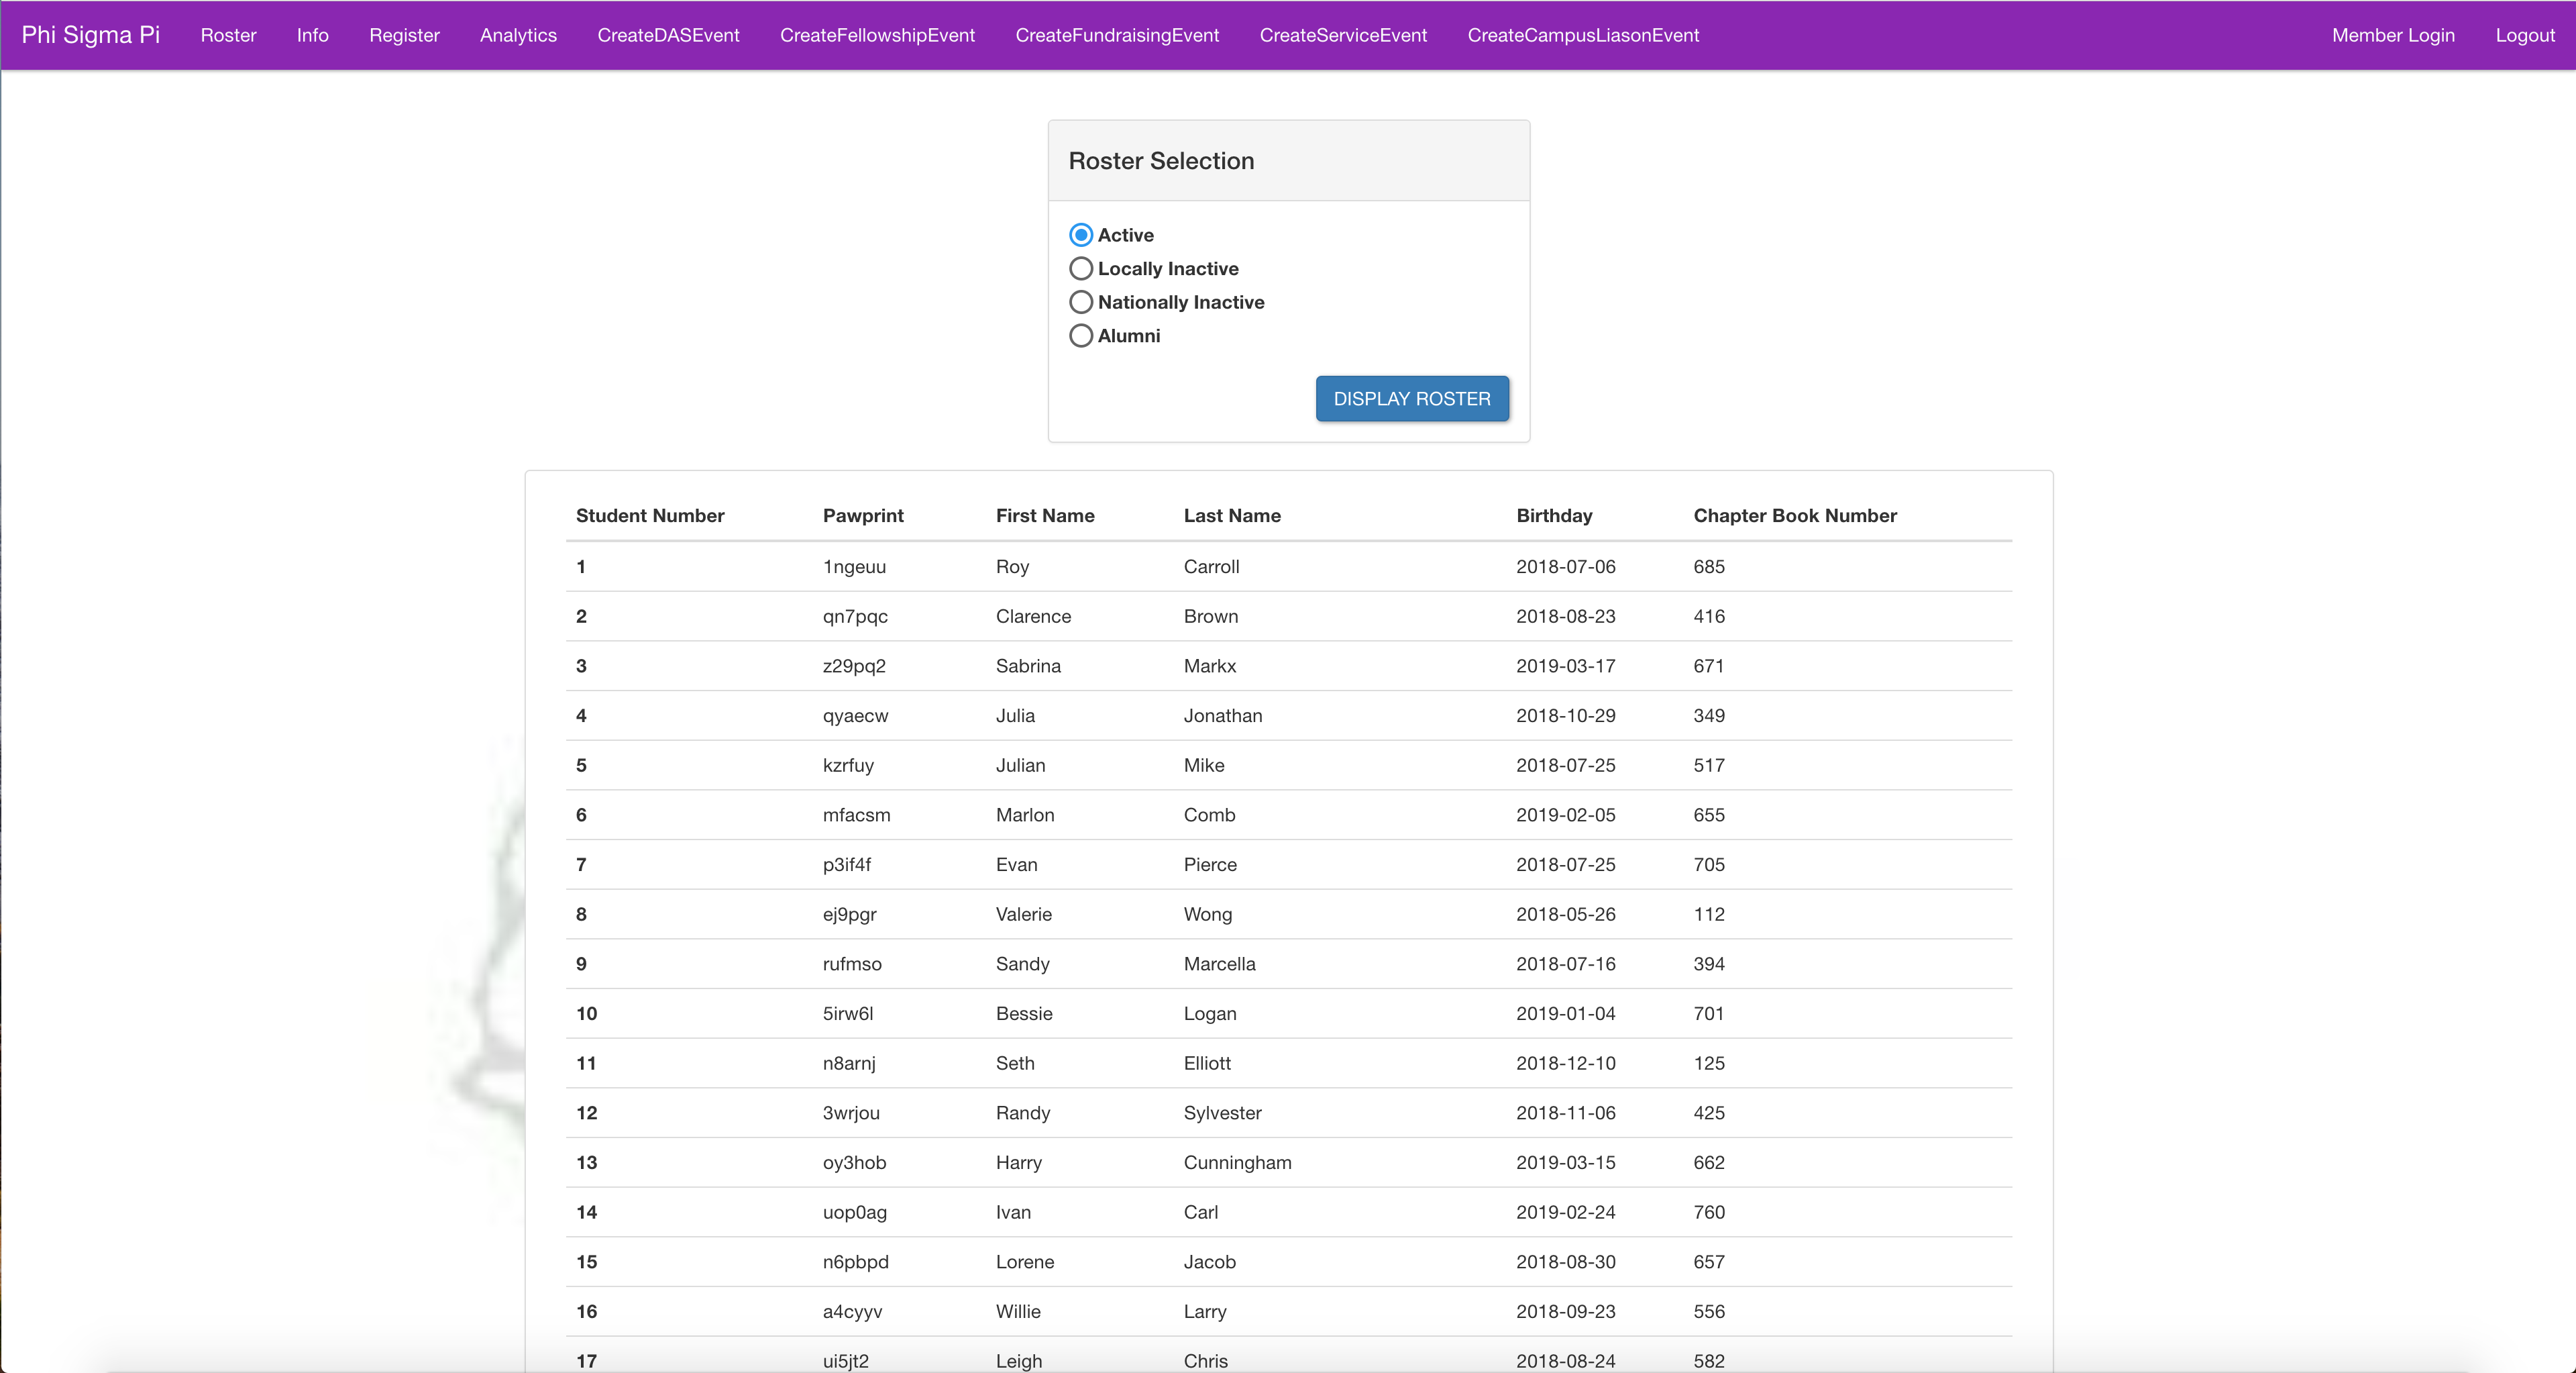 Phi Sigma Pi Roster Info Register Analytics CreateDASEvent CreateFellowshipEvent CreateFundraisingEvent CreateServiceEvent CreateCampusLiasonEvent Member Login Logout
Roster Selection
Active
Locally Inactive
Nationally Inactive
Alumni
DISPLAY ROSTER
Student Number Pawprint First Name Last Name Birthday Chapter Book Number
1 1ngeuu Roy Carroll 2018-07-06 685
2 qn7pqc Clarence Brown 2018-08-23 416
3 z29pq2 Sabrina Markx 2019-03-17 671
4 qyaecw Julia Jonathan 2018-10-29 349
5 kzrfuy Julian Mike 2018-07-25 517
6 mfacsm Marlon Comb 2019-02-05 655
7 p3if4f Evan Pierce 2018-07-25 705
8 ej9pgr Valerie Wong 2018-05-26 112
9 rufmso Sandy Marcella 2018-07-16 394
10 5irw6l Bessie Logan 2019-01-04 701
11 n8arnj Seth Elliott 2018-12-10 125
12 3wrjou Randy Sylvester 2018-11-06 425
13 oy3hob Harry Cunningham 2019-03-15 662
14 uop0ag Ivan Carl 2019-02-24 760
15 n6pbpd Lorene Jacob 2018-08-30 657
16 a4cyyv Willie Larry 2018-09-23 556
17 ui5jt2 Leigh Chris 2018-08-24 582